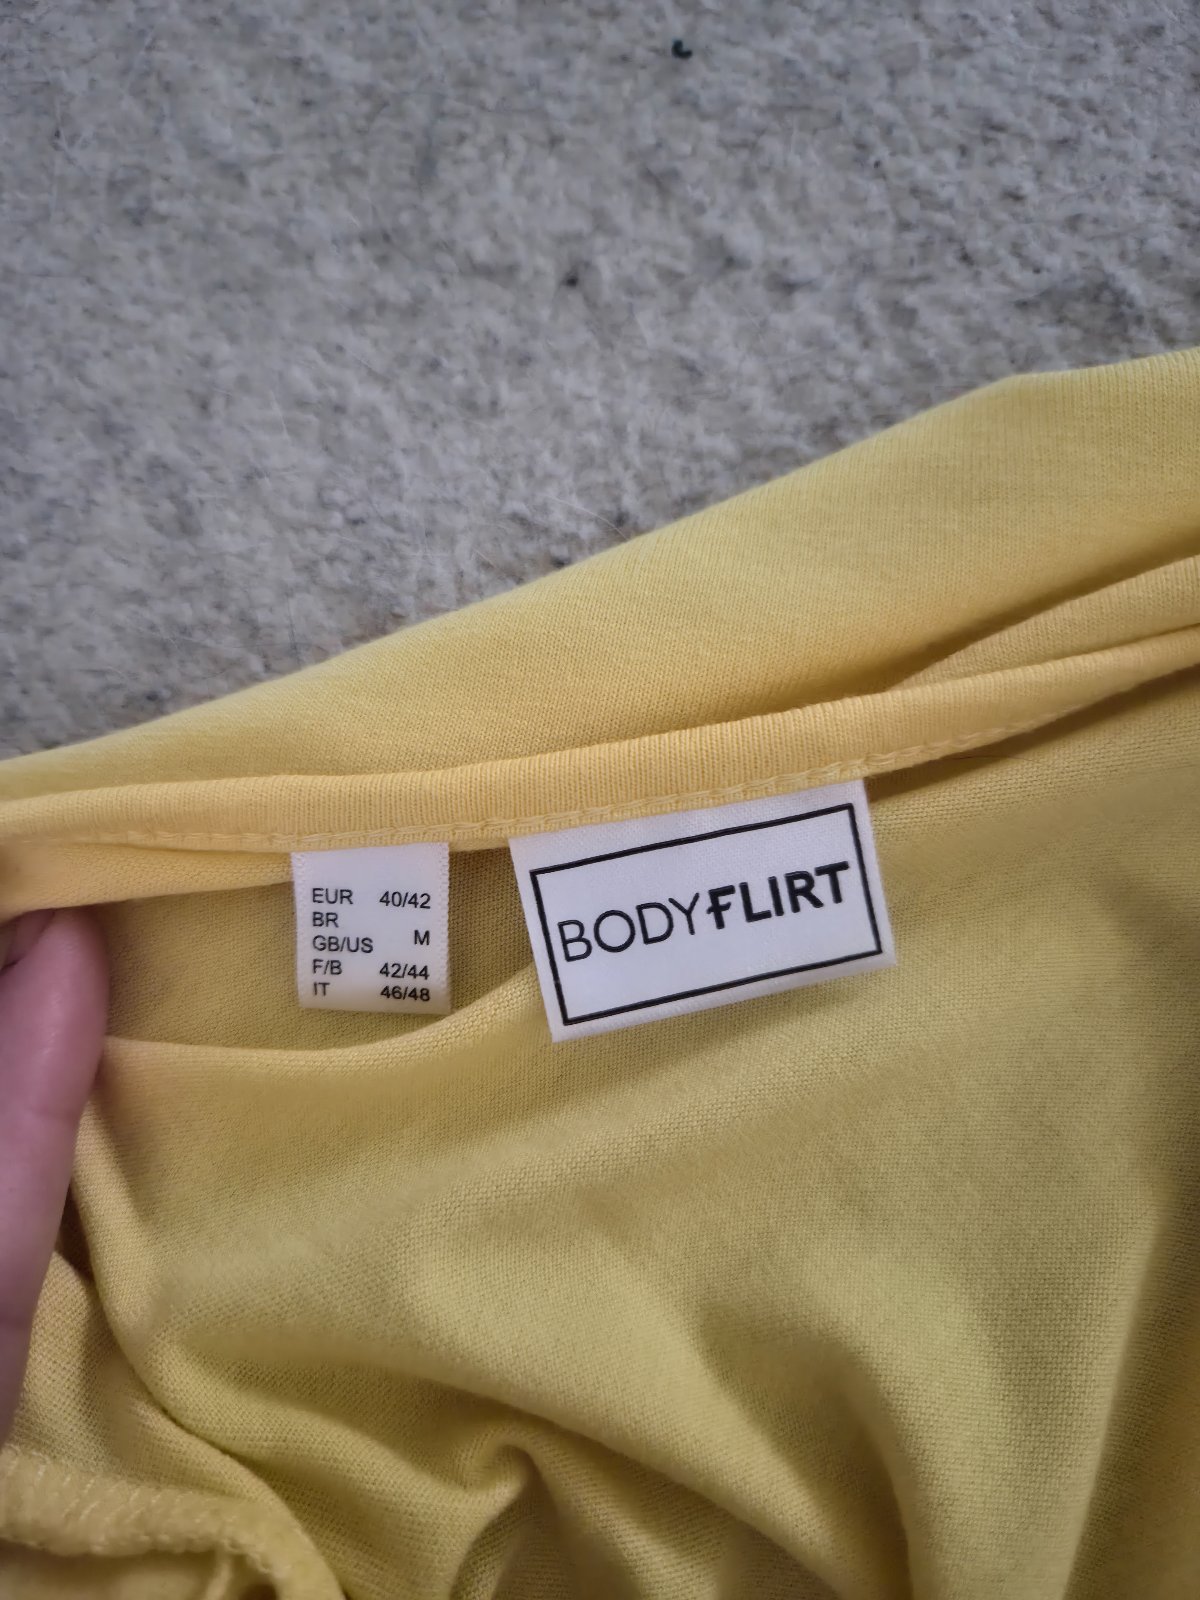 EUR 40/42
BR
GB/US M
F/B 42/44
IT 46/48
BODYFLIRT